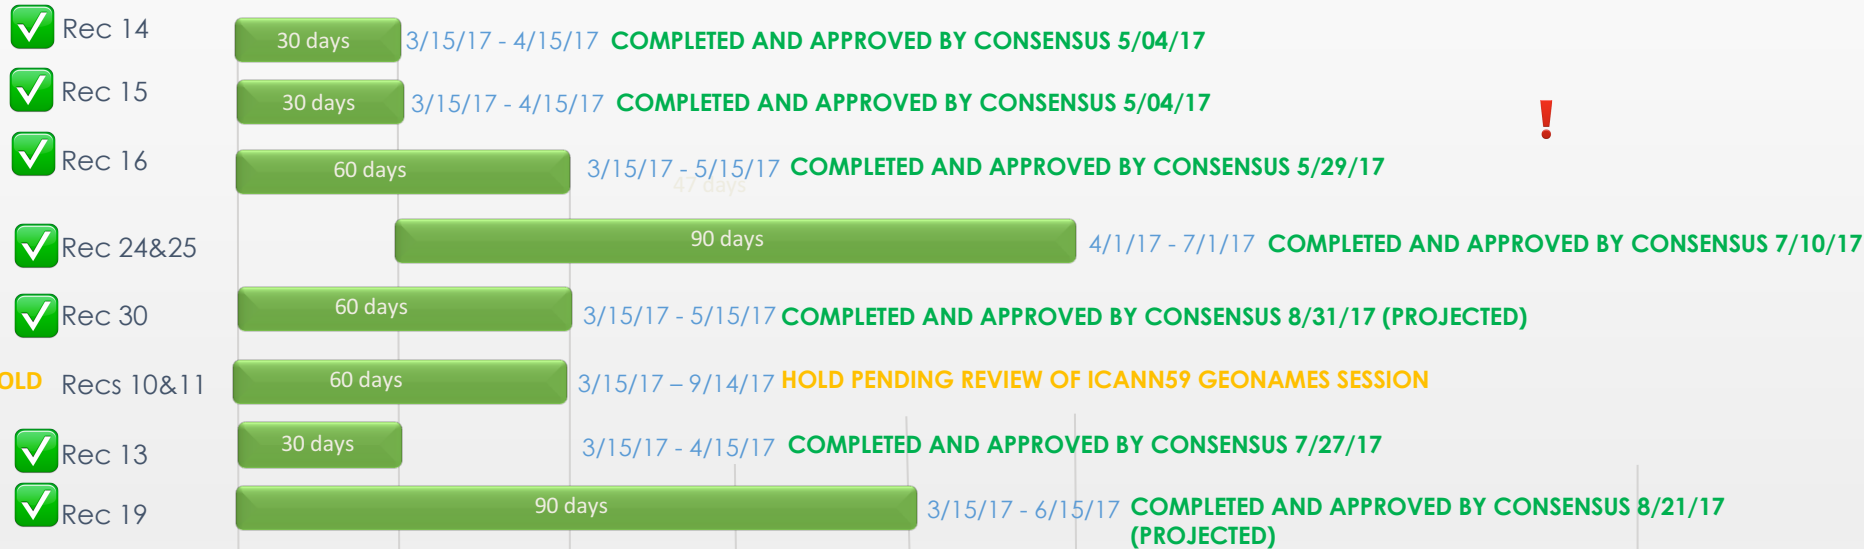 Rec 14 30 days 3/15/17 - 4/15/17 COMPLETED AND APPROVED BY CONSENSUS 5/04/17
Rec 15 30 days 3/15/17 - 4/15/17 COMPLETED AND APPROVED BY CONSENSUS 5/04/17
!
Rec 16 60 days 3/15/17 - 5/15/17 COMPLETED AND APPROVED BY CONSENSUS 5/29/17
47 days
Rec 24&25 90 days 4/1/17 - 7/1/17 COMPLETED AND APPROVED BY CONSENSUS 7/10/17
Rec 30 60 days 3/15/17 - 5/15/17 COMPLETED AND APPROVED BY CONSENSUS 8/31/17 (PROJECTED)
OLD Recs 10&11 60 days 3/15/17 – 9/14/17 HOLD PENDING REVIEW OF ICANN59 GEONAMES SESSION
Rec 13 30 days 3/15/17 - 4/15/17 COMPLETED AND APPROVED BY CONSENSUS 7/27/17
Rec 19 90 days 3/15/17 - 6/15/17 COMPLETED AND APPROVED BY CONSENSUS 8/21/17
(PROJECTED)